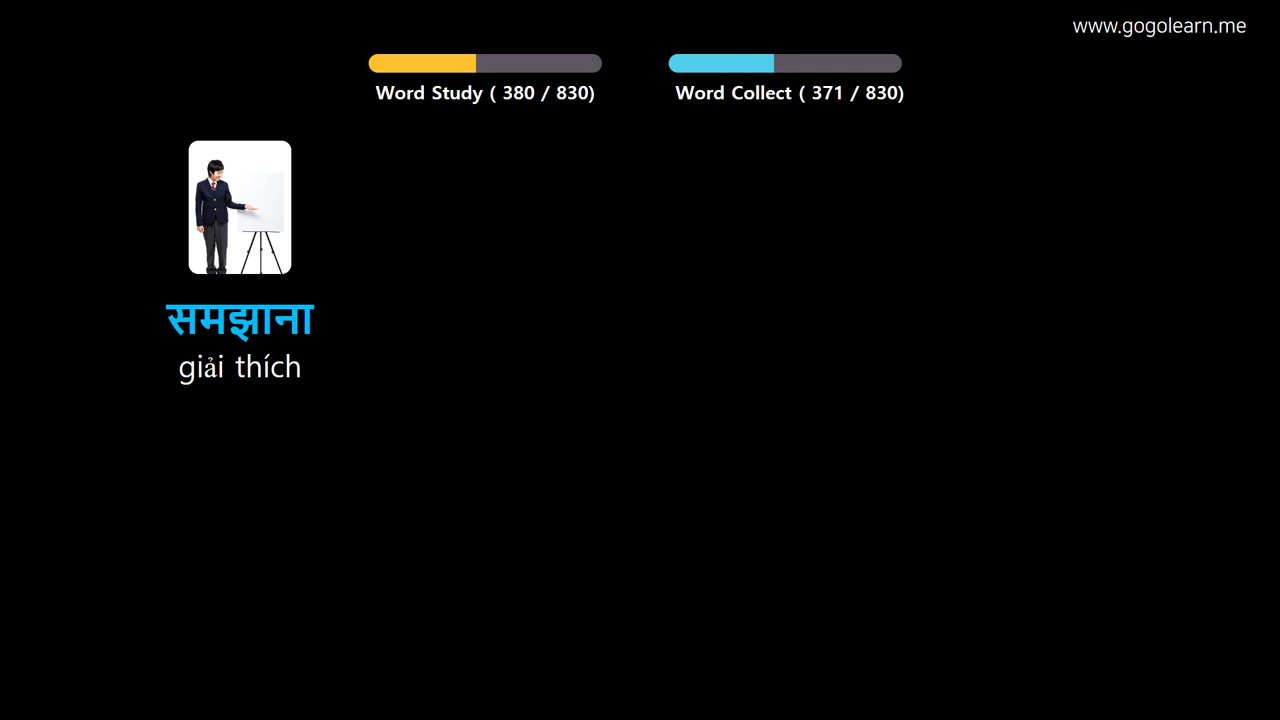 www.gogolearn.me
Word Study ( 380 / 830)
Word Collect ( 371 / 830)
समझाना
giải thích